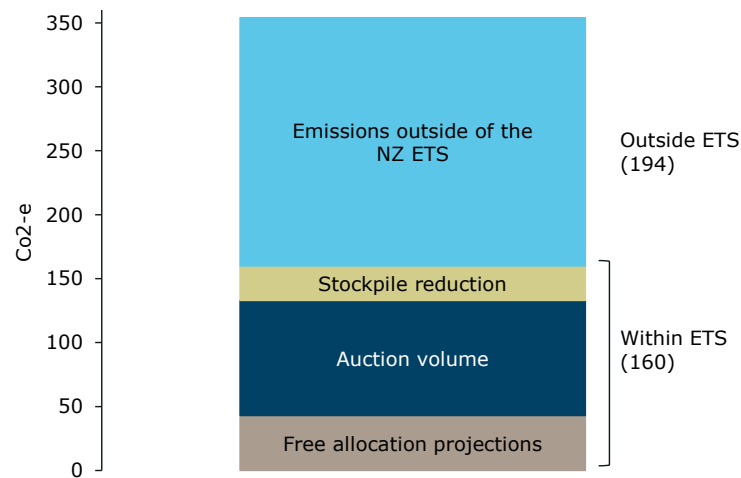 350
300
250
200
150
100
50
0
Co2-e
Emissions outside of the
NZ ETS
Stockpile reduction
Auction volume
Free allocation projections
Outside ETS
(194)
Within ETS
(160)